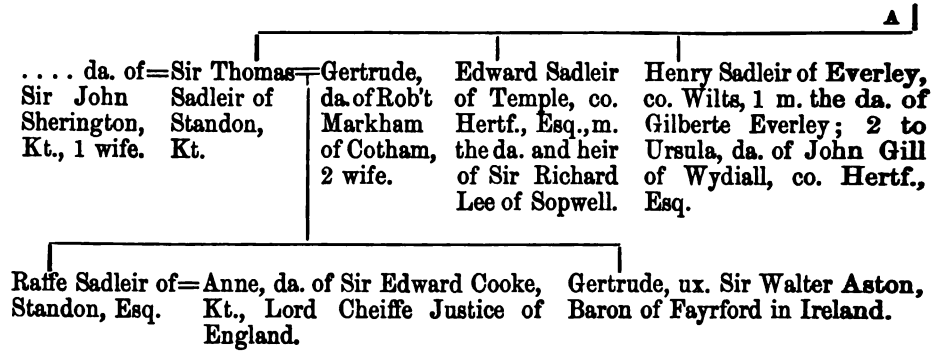 A
.... da. of=Sir Thomas=Gertrude,
Sir John Sadleir of da. of Rob't
Sherington, Standon, Markham
Kt., 1 wife. Kt. of Cotham,
2 wife.
Edward Sadleir
of Temple, co.
Hertf., Esq., m.
the da. and heir
of Sir Richard
Lee of Sopwell.
Henry Sadleir of Everley,
co. Wilts, 1 m. the da. of
Gilberte Everley; 2 to
Ursula, da. of John Gill
of Wydiall, co. Hertf.,
Esq.
Raffe Sadleir of=Anne, da. of Sir Edward Cooke,
Standon, Esq. Kt., Lord Cheiffe Justice of
England.
Gertrude, ux. Sir Walter Aston,
Baron of Fayrford in Ireland.